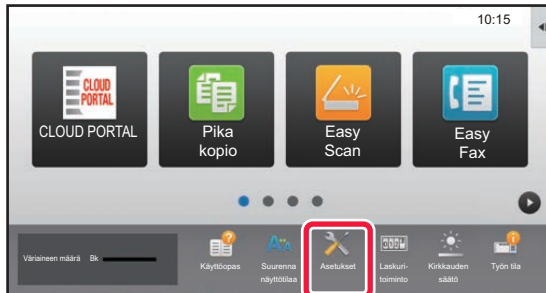 10:15
CLOUD
PORTAL
CLOUD PORTAL
Pika
kopio
Easy
Scan
Easy
Fax
Väriaineen määrä Bk
Käyttöopas
Suurenna
näyttötilaa
Asetukset
Laskuri-
toiminto
Kirkkauden
säätö
Työn tila